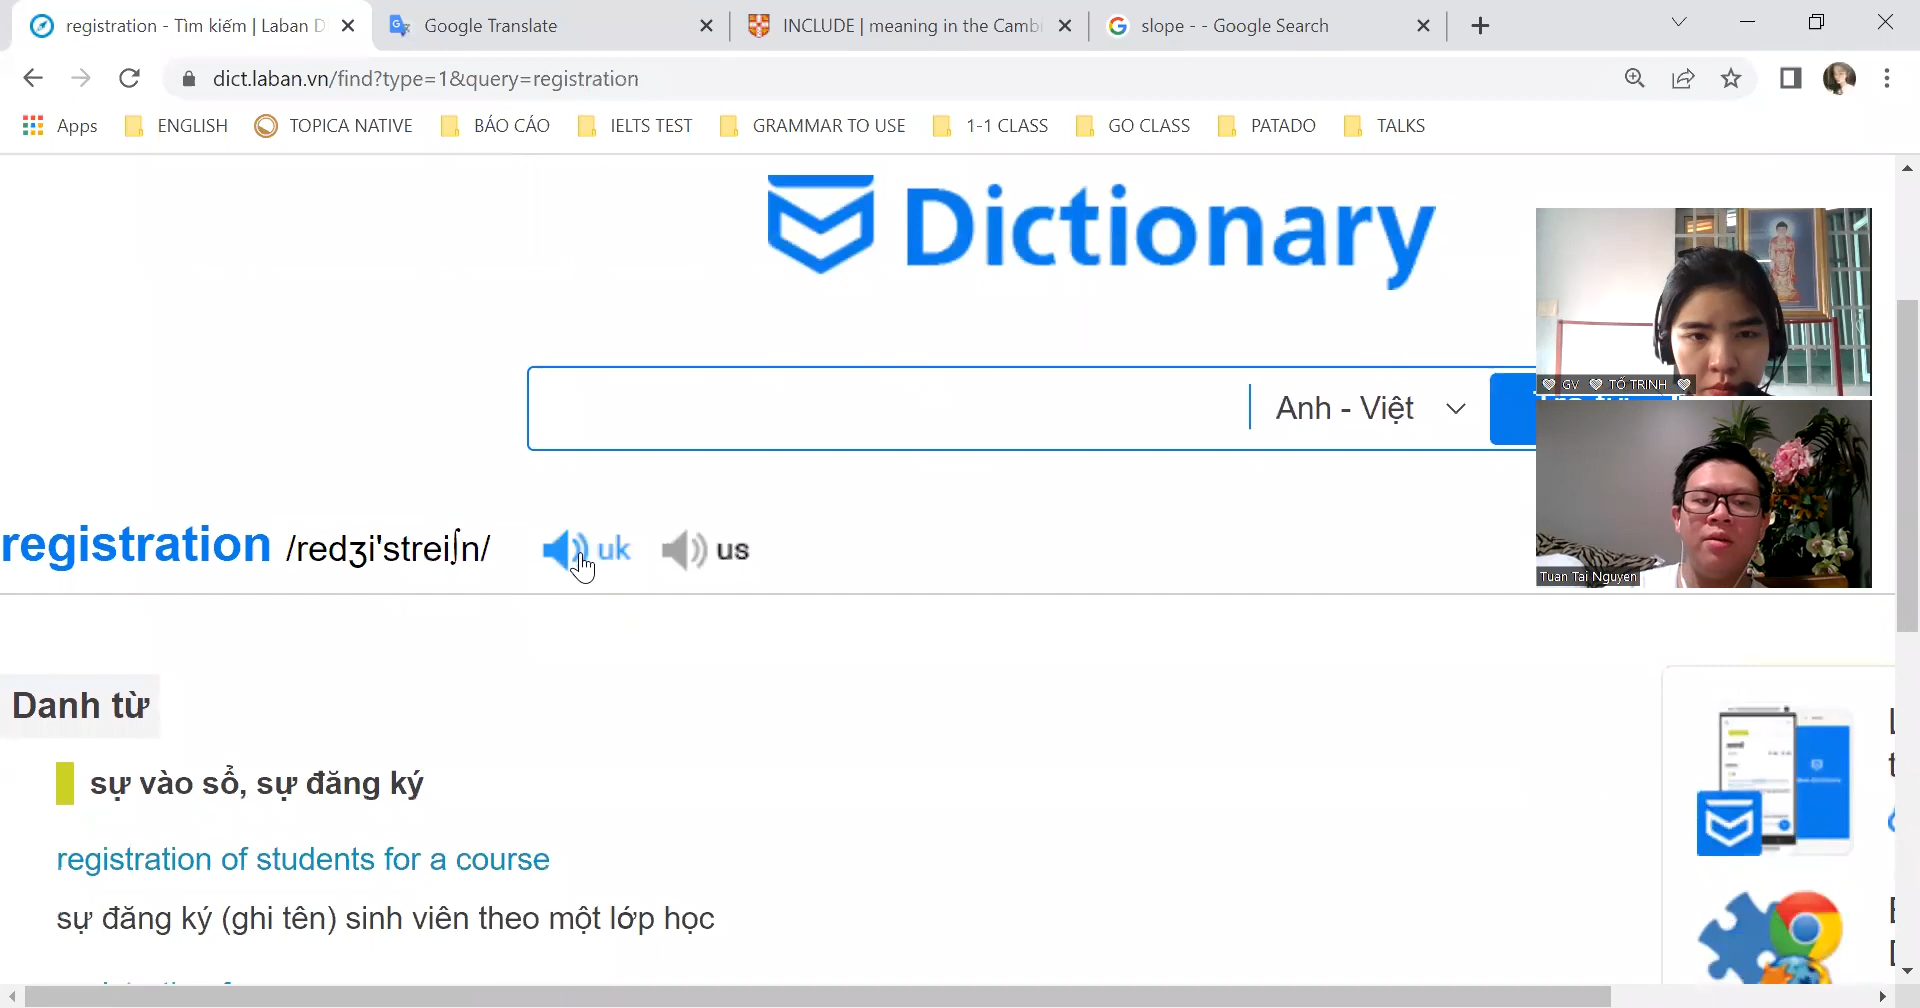 registration - Tìm kiếm | Laban D
Google Translate
INCLUDE | meaning in the Camb
slope - - Google Search
dict.laban.vn/find?type=1&query=registration
Apps
ENGLISH
TOPICA NATIVE
BÁO CÁO
IELTS TEST
GRAMMAR TO USE
1-1 CLASS
GO CLASS
PATADO
TALKS
Dictionary
Anh - Việt
GV TỐ TRINH
Tuan Tai Nguyen
registration /redʒi'strei∫n/ uk us
Danh từ
sự vào sổ, sự đăng ký
registration of students for a course
sự đăng ký (ghi tên) sinh viên theo một lớp học